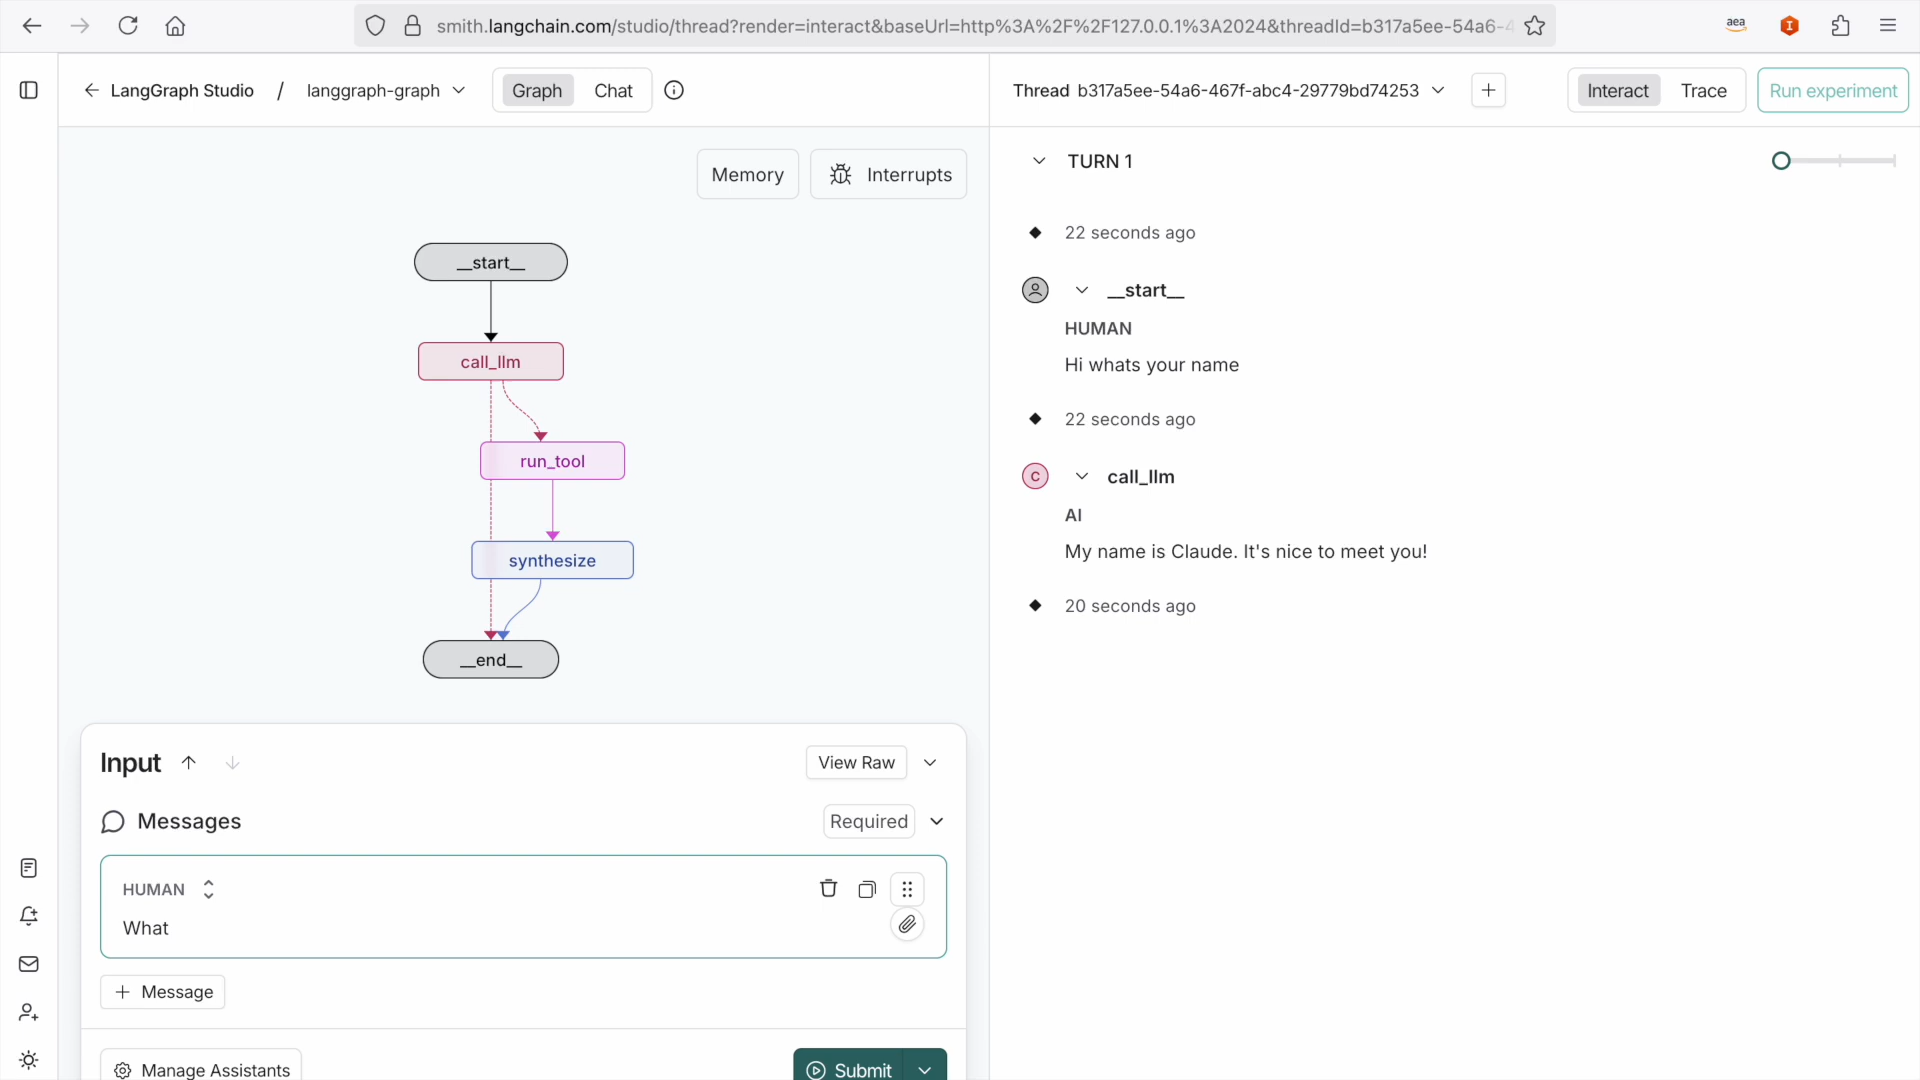 smith.langchain.com/studio/thread?render=interact&baseUrl=http%3A%2F%2F127.0.0.1%3A2024&threadId=b317a5ee-54a6-4
aea
LangGraph Studio / langgraph-graph
Graph
Chat
Thread b317a5ee-54a6-467f-abc4-29779bd74253
Interact
Trace
Run experiment
Memory
Interrupts
__start__
call_llm
run_tool
synthesize
__end__
Input
View Raw
Messages
Required
HUMAN
What
+ Message
Manage Assistants
Submit
TURN 1
22 seconds ago
__start__
HUMAN
Hi whats your name
22 seconds ago
C
call_llm
AI
My name is Claude. It's nice to meet you!
20 seconds ago